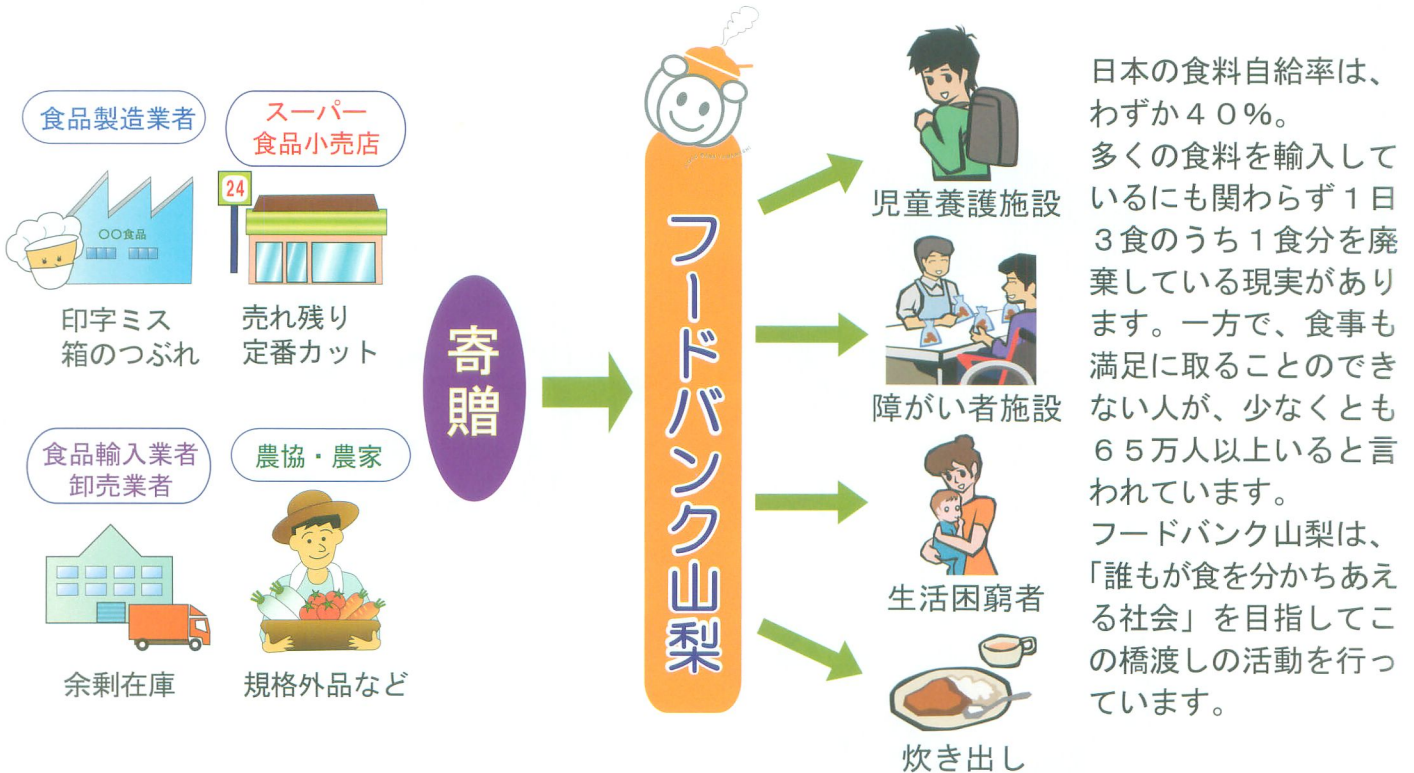 食品製造業者
スーパー
食品小売店
24
〇〇食品
印字ミス
箱のつぶれ
売れ残り
定番カット
食品輸入業者
卸売業者
農協・農家
余剰在庫
規格外品など
寄贈
フードバンク山梨
児童養護施設
障がい者施設
生活困窮者
炊き出し
日本の食料自給率は、
わずか40%。
多くの食料を輸入して
いるにも関わらず1日
3食のうち1食分を廃
棄している現実があり
ます。一方で、食事も
満足に取ることのでき
ない人が、少なくとも
65万人以上いると言
われています。
フードバンク山梨は、
「誰もが食を分かちあえ
る社会」を目指してこ
の橋渡しの活動を行っ
ています。